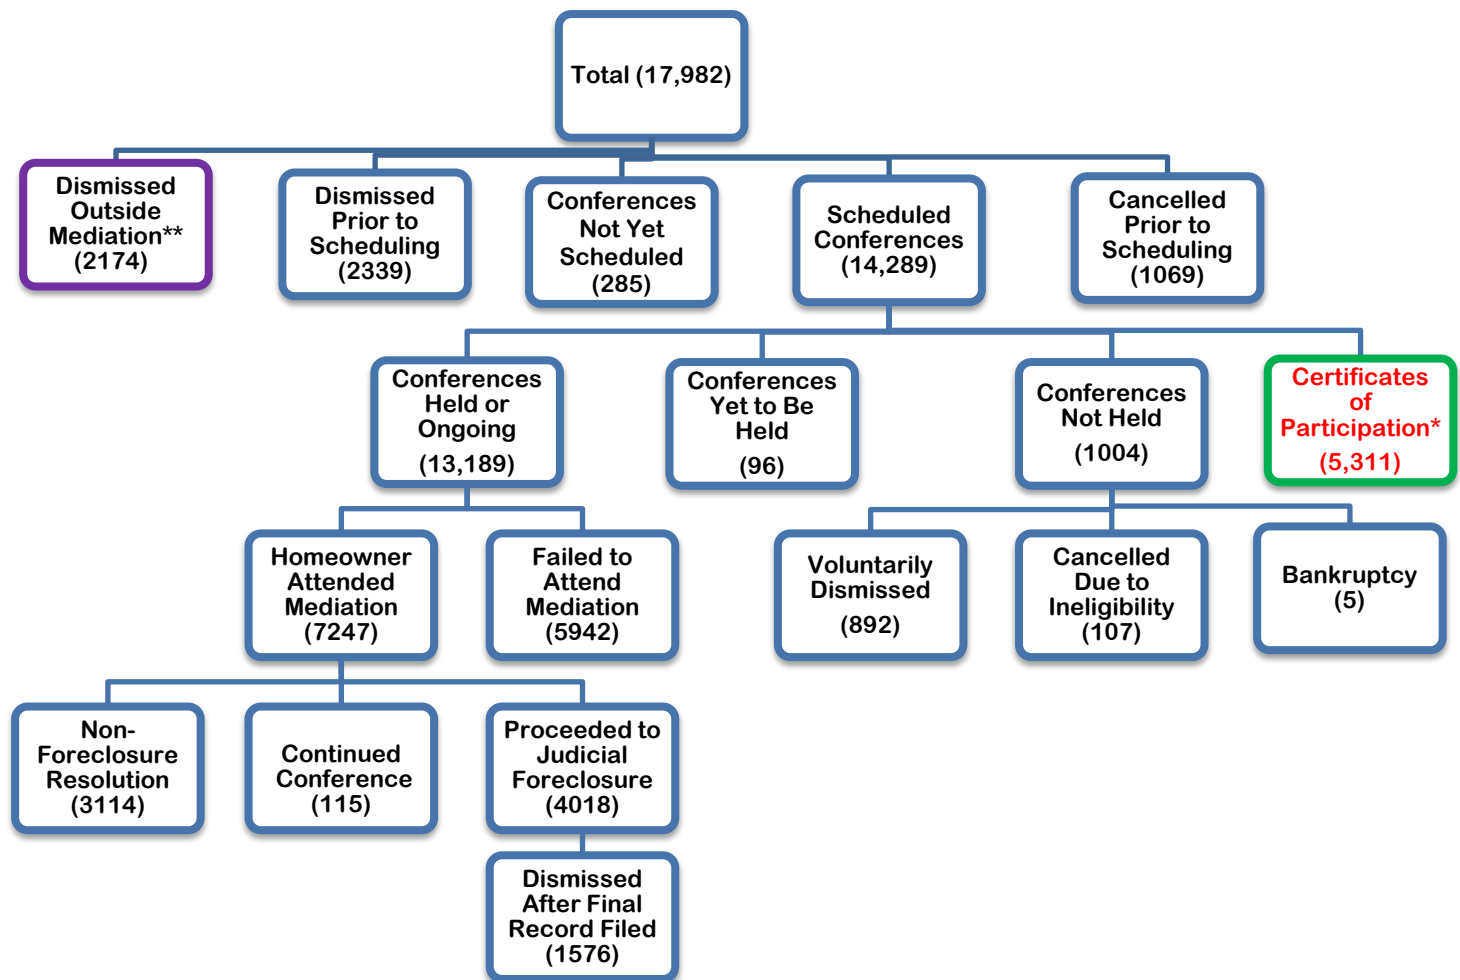 Total (17,982)
Dismissed
Outside
Mediation**
(2174)
Dismissed
Prior to
Scheduling
(2339)
Conferences
Not Yet
Scheduled
(285)
Scheduled
Conferences
(14,289)
Cancelled
Prior to
Scheduling
(1069)
Conferences
Held or
Ongoing
(13,189)
Conferences
Yet to Be
Held
(96)
Conferences
Not Held
(1004)
Certificates
of
Participation*
(5,311)
Homeowner
Attended
Mediation
(7247)
Failed to
Attend
Mediation
(5942)
Voluntarily
Dismissed
(892)
Cancelled
Due to
Ineligibility
(107)
Bankruptcy
(5)
Non-
Foreclosure
Resolution
(3114)
Continued
Conference
(115)
Proceeded to
Judicial
Foreclosure
(4018)
Dismissed
After Final
Record Filed
(1576)